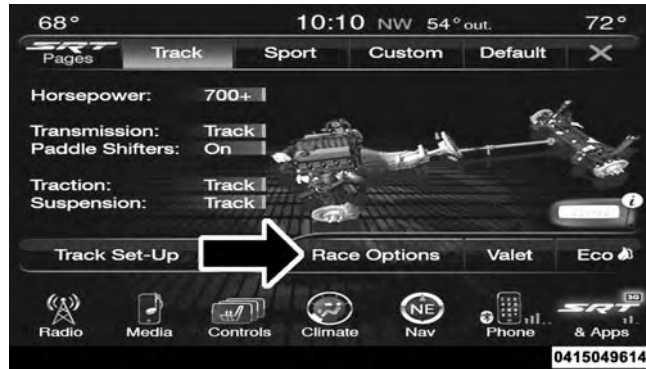 68° 10:10 NW 54° out. 72°
SRT Pages Track Sport Custom Default X
Horsepower: 700+
Transmission: Track
Paddle Shifters: On
Traction: Track
Suspension: Track
i
Track Set-Up Race Options Valet Eco
NE
3G
SRT
Radio Media Controls Climate Nav Phone & Apps
0415049614